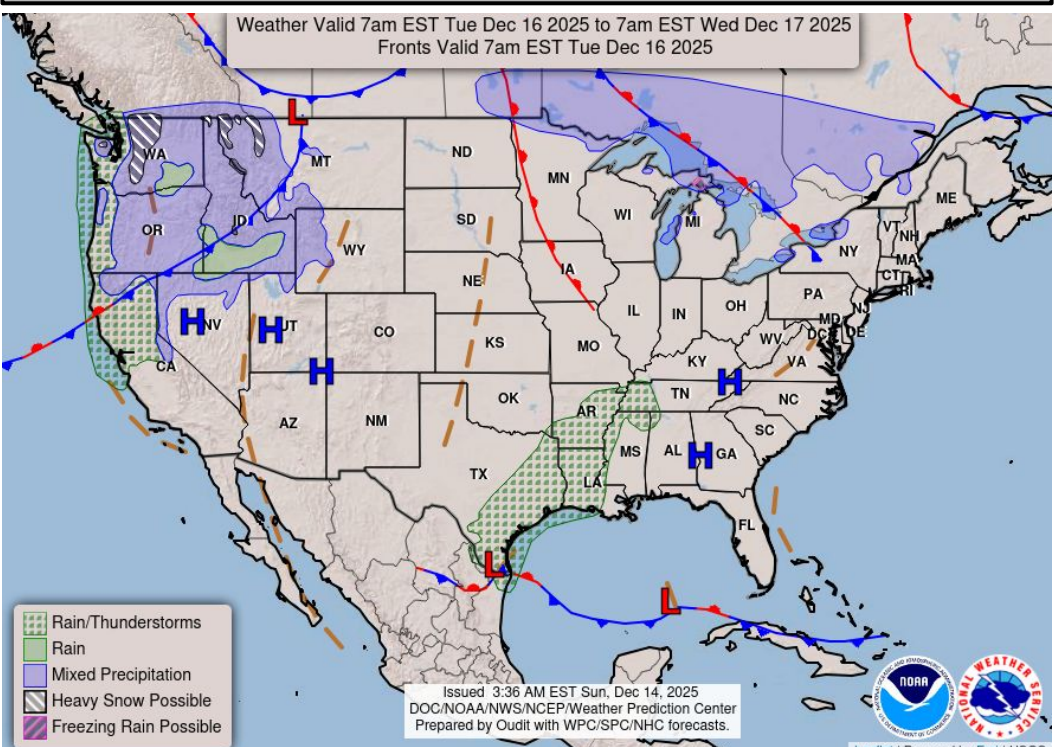 Weather Valid 7am EST Tue Dec 16 2025 to 7am EST Wed Dec 17 2025
Fronts Valid 7am EST Tue Dec 16 2025
L
WA
MT
ND
MN
ME
OR
ID
SD
WI
MI
VT
NH
NY
MA
CT
RI
WY
IA
NE
PA
NJ
H
NV
H
UT
CO
IL
IN
OH
MD
DE
DC
WV
VA
KS
MO
KY
CA
H
AZ
NM
OK
AR
TN
H
NC
SC
TX
LA
MS
AL
H
GA
FL
L
L
Rain/Thunderstorms
Rain
Mixed Precipitation
Heavy Snow Possible
Freezing Rain Possible
Issued 3:36 AM EST Sun, Dec 14, 2025
DOC/NOAA/NWS/NCEP/Weather Prediction Center
Prepared by Oudit with WPC/SPC/NHC forecasts.
NOAA
NATIONAL WEATHER SERVICE